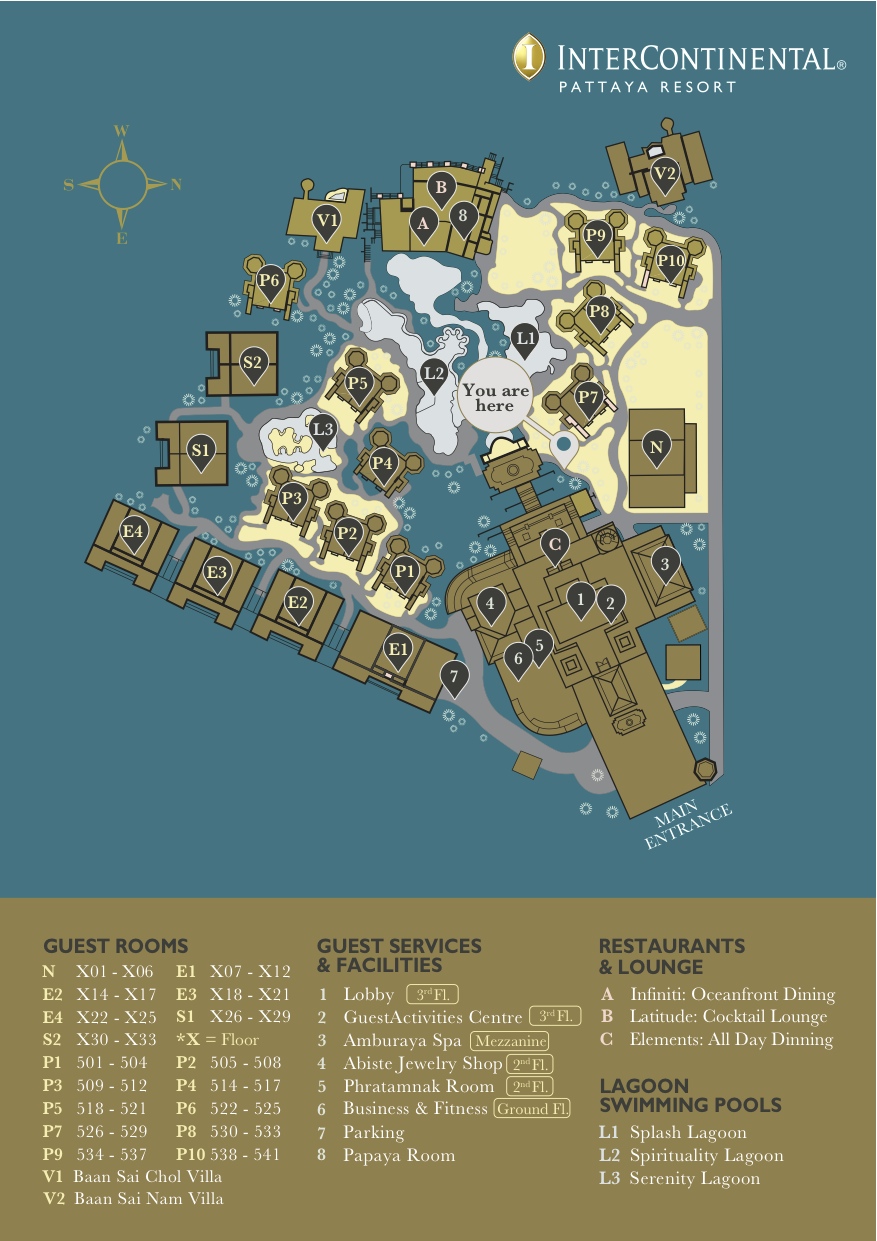 INTERCONTINENTAL®
PATTAYA RESORT
W
S
N
E
V2
B
A
8
V1
P9
P10
P6
P8
L1
S2
L2
P5
You are
here
P7
L3
N
S1
P4
P3
E4
P2
C
3
E3
P1
E2
4
1
2
5
6
E1
7
MAIN
ENTRANCE
GUEST ROOMS
N X01 - X06 E1 X07 - X12
E2 X14 - X17 E3 X18 - X21
E4 X22 - X25 S1 X26 - X29
S2 X30 - X33 *X = Floor
P1 501 - 504 P2 505 - 508
P3 509 - 512 P4 514 - 517
P5 518 - 521 P6 522 - 525
P7 526 - 529 P8 530 - 533
P9 534 - 537 P10 538 - 541
V1 Baan Sai Chol Villa
V2 Baan Sai Nam Villa
GUEST SERVICES
& FACILITIES
1 Lobby 3rd Fl.
2 GuestActivities Centre 3rd Fl.
3 Amburaya Spa Mezzanine
4 Abiste Jewelry Shop 2nd Fl.
5 Phratamnak Room 2nd Fl.
6 Business & Fitness Ground Fl.
7 Parking
8 Papaya Room
RESTAURANTS
& LOUNGE
A Infiniti: Oceanfront Dining
B Latitude: Cocktail Lounge
C Elements: All Day Dinning
LAGOON
SWIMMING POOLS
L1 Splash Lagoon
L2 Spirituality Lagoon
L3 Serenity Lagoon